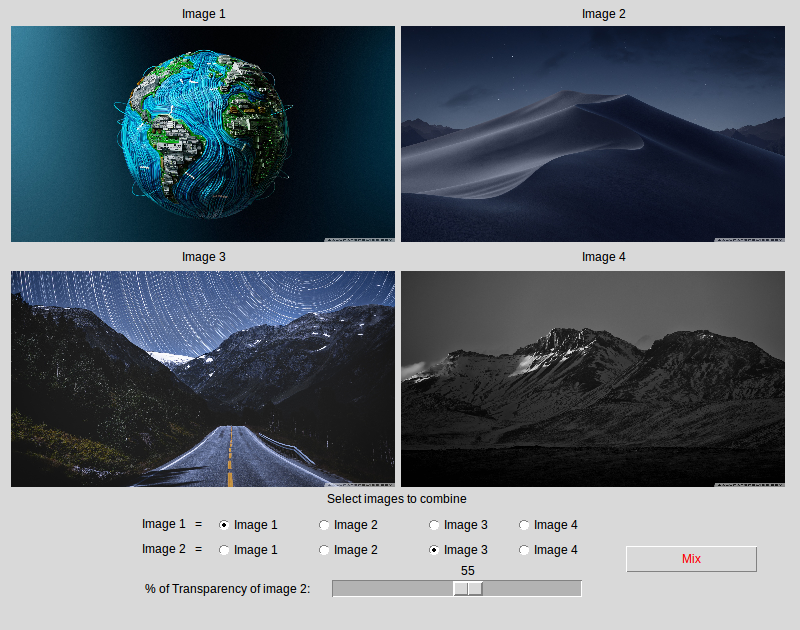 Image 1 Image 2
Image 3 Image 4
Select images to combine
Image 1 = Image 1 Image 2 Image 3 Image 4
Image 2 = Image 1 Image 2 Image 3 Image 4
Mix
55
% of Transparency of image 2: